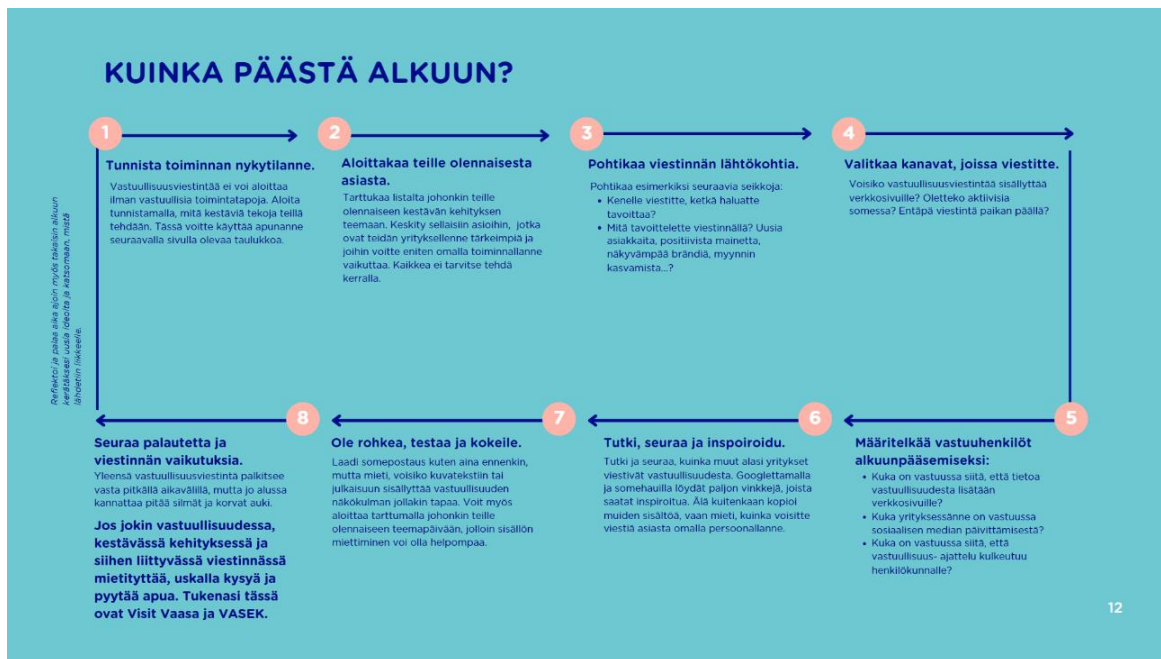 KUINKA PÄÄSTÄ ALKUUN?
1
Tunnista toiminnan nykytilanne.
Vastuullisuusviestintää ei voi aloittaa
ilman vastuullisia toimintatapoja. Aloita
tunnistamalla, mitä kestäviä tekoja teillä
tehdään. Tässä voitte käyttää apunanne
seuraavalla sivulla olevaa taulukkoa.
2
Aloittakaa teille olennaisesta
asiasta.
Tarttukaa listalta johonkin teille
olennaiseen kestävän kehityksen
teemaan. Keskity sellaisiin asioihin, jotka
ovat teidän yrityksellenne tärkeimpiä ja
joihin voitte eniten omalla toiminnallanne
vaikuttaa. Kaikkea ei tarvitse tehdä
kerralla.
3
Pohtikaa viestinnän lähtökohtia.
Pohtikaa esimerkiksi seuraavia seikkoja:
• Kenelle viestitte, ketkä haluatte
tavoittaa?
• Mitä tavoittelette viestinnällä? Uusia
asiakkaita, positiivista mainetta,
näkyvämpää brändiä, myynnin
kasvamista...?
4
Valitkaa kanavat, joissa viestitte.
Voisiko vastuullisuusviestintää sisällyttää
verkkosivuille? Oletteko aktiivisia
somessa? Entäpä viestintä paikan päällä?
5
Määritelkää vastuuhenkilöt
alkuunpääsemiseksi:
• Kuka on vastuussa siitä, että tietoa
vastuullisuudesta lisätään
verkkosivuille?
• Kuka yrityksessänne on vastuussa
sosiaalisen median päivittämisestä?
• Kuka on vastuussa siitä, että
vastuullisuus- ajattelu kulkeutuu
henkilökunnalle?
6
Tutki, seuraa ja inspiroidu.
Tutki ja seuraa, kuinka muut alasi yritykset
viestivät vastuullisuudesta. Googlettamalla
ja somehauilla löydät paljon vinkkejä, joista
saatat inspiroitua. Älä kuitenkaan kopioi
muiden sisältöä, vaan mieti, kuinka voisitte
viestiä asiasta omalla persoonallanne.
7
Ole rohkea, testaa ja kokeile.
Laadi somepostaus kuten aina ennenkin,
mutta mieti, voisiko kuvatekstiin tai
julkaisuun sisällyttää vastuullisuuden
näkökulman jollakin tapaa. Voit myös
aloittaa tarttumalla johonkin teille
olennaiseen teemapäivään, jolloin sisällön
miettiminen voi olla helpompaa.
8
Seuraa palautetta ja
viestinnän vaikutuksia.
Yleensä vastuullisuusviestintä palkitsee
vasta pitkällä aikavälillä, mutta jo alussa
kannattaa pitää silmät ja korvat auki.
Jos jokin vastuullisuudessa,
kestävässä kehityksessä ja
siihen liittyvässä viestinnässä
mietityttää, uskalla kysyä ja
pyytää apua. Tukenasi tässä
ovat Visit Vaasa ja VASEK.
Reflektoi ja palaa aika ajoin myös takaisin alkuun
kerätäksesi uusia ideoita ja katsomaan, mistä
lähdetiin liikkeelle.
12